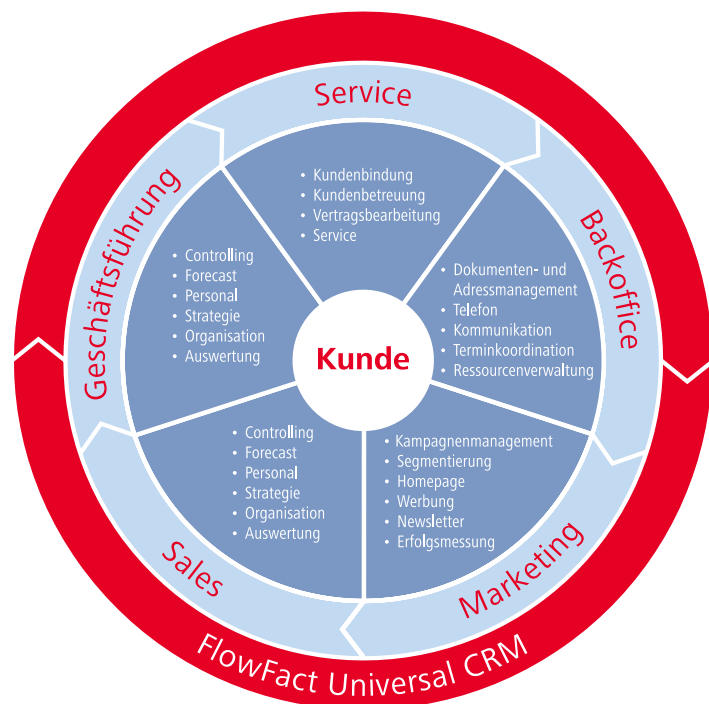 Service
• Kundenbindung
• Kundenbetreuung
• Vertragsbearbeitung
• Service
Backoffice
• Dokumenten- und
Adressmanagement
• Telefon
• Kommunikation
• Terminkoordination
• Ressourcenverwaltung
Marketing
• Kampagnenmanagement
• Segmentierung
• Homepage
• Werbung
• Newsletter
• Erfolgsmessung
Sales
• Controlling
• Forecast
• Personal
• Strategie
• Organisation
• Auswertung
Geschäftsführung
• Controlling
• Forecast
• Personal
• Strategie
• Organisation
• Auswertung
Kunde
FlowFact Universal CRM